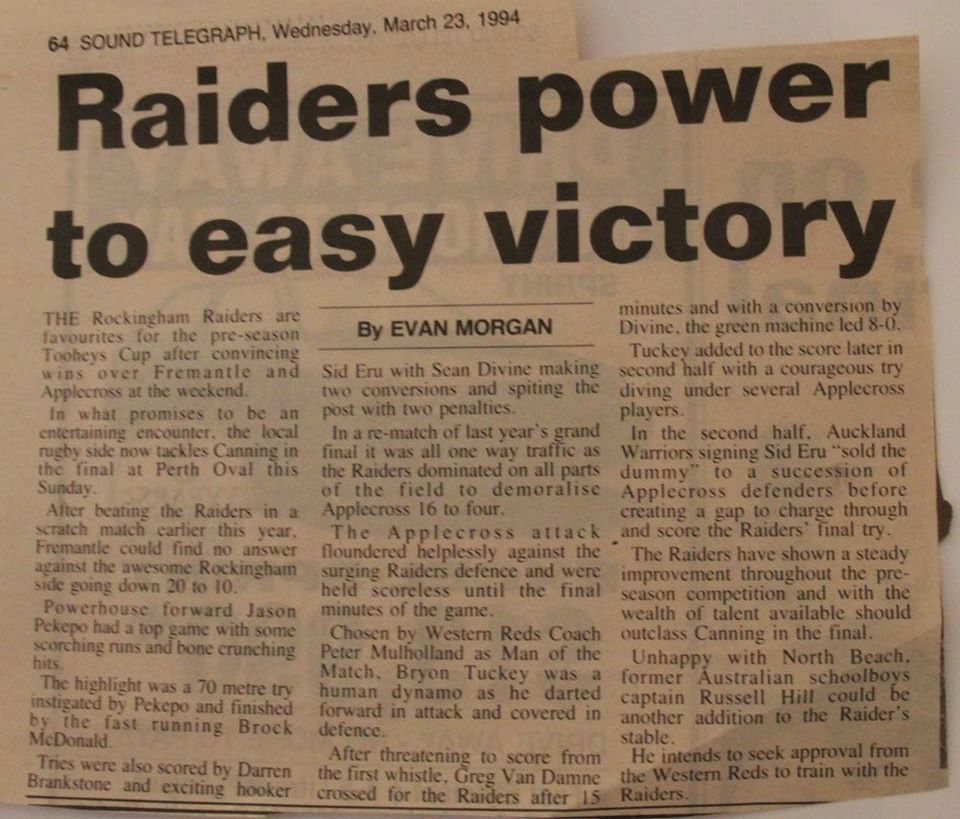 64 SOUND TELEGRAPH, Wednesday, March 23, 1994
Raiders power
to easy victory
THE Rockingham Raiders are
favourites for the pre-season
Tooheys Cup after convincing
wins over Fremantle and
Applecross at the weekend.
In what promises to be an
entertaining encounter, the local
rugby side now tackles Canning in
the final at Perth Oval this
Sunday.
After beating the Raiders in a
scratch match earlier this year,
Fremantle could find no answer
against the awesome Rockingham
side going down 20 to 10.
Powerhouse forward Jason
Pekepo had a top game with some
scorching runs and bone crunching
hits.
The highlight was a 70 metre try
instigated by Pekepo and finished
by the fast running Brock
McDonald.
Tries were also scored by Darren
Brankstone and exciting hooker
By EVAN MORGAN
Sid Eru with Sean Divine making
two conversions and spiting the
post with two penalties.
In a re-match of last year's grand
final it was all one way traffic as
the Raiders dominated on all parts
of the field to demoralise
Applecross 16 to four.
The Applecross attack
floundered helplessly against the
surging Raiders defence and were
held scoreless until the final
minutes of the game.
Chosen by Western Reds Coach
Peter Mulholland as Man of the
Match, Bryon Tuckey was a
human dynamo as he darted
forward in attack and covered in
defence.
After threatening to score from
the first whistle, Greg Van Damne
crossed for the Raiders after 15
minutes and with a conversion by
Divine, the green machine led 8-0.
Tuckey added to the score later in
second half with a courageous try
diving under several Applecross
players.
In the second half, Auckland
Warriors signing Sid Eru "sold the
dummy" to a succession of
Applecross defenders before
creating a gap to charge through
and score the Raiders' final try.
The Raiders have shown a steady
improvement throughout the pre-
season competition and with the
wealth of talent available should
outclass Canning in the final.
Unhappy with North Beach,
former Australian schoolboys
captain Russell Hill could be
another addition to the Raider's
stable.
He intends to seek approval from
the Western Reds to train with the
Raiders.